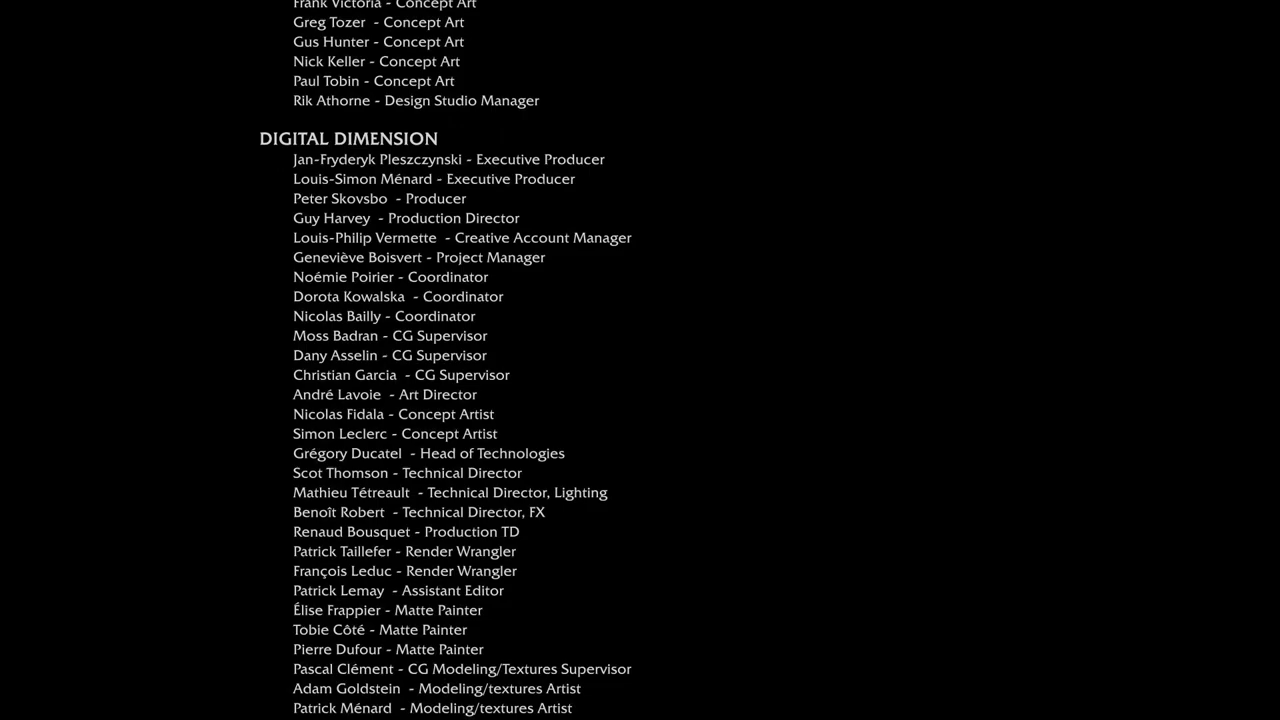 Frank Victoria - Concept Art
Greg Tozer  - Concept Art
Gus Hunter - Concept Art
Nick Keller - Concept Art
Paul Tobin - Concept Art
Rik Athorne - Design Studio Manager
DIGITAL DIMENSION
Jan-Fryderyk Pleszczynski - Executive Producer
Louis-Simon Ménard - Executive Producer
Peter Skovsbo  - Producer
Guy Harvey  - Production Director
Louis-Philip Vermette  - Creative Account Manager
Geneviève Boisvert - Project Manager
Noémie Poirier - Coordinator
Dorota Kowalska  - Coordinator
Nicolas Bailly - Coordinator
Moss Badran - CG Supervisor
Dany Asselin - CG Supervisor
Christian Garcia  - CG Supervisor
André Lavoie  - Art Director
Nicolas Fidala - Concept Artist
Simon Leclerc - Concept Artist
Grégory Ducatel  - Head of Technologies
Scot Thomson - Technical Director
Mathieu Tétreault  - Technical Director, Lighting
Benoît Robert  - Technical Director, FX
Renaud Bousquet - Production TD
Patrick Taillefer - Render Wrangler
François Leduc - Render Wrangler
Patrick Lemay  - Assistant Editor
Élise Frappier - Matte Painter
Tobie Côté - Matte Painter
Pierre Dufour - Matte Painter
Pascal Clément - CG Modeling/Textures Supervisor
Adam Goldstein  - Modeling/textures Artist
Patrick Ménard  - Modeling/textures Artist